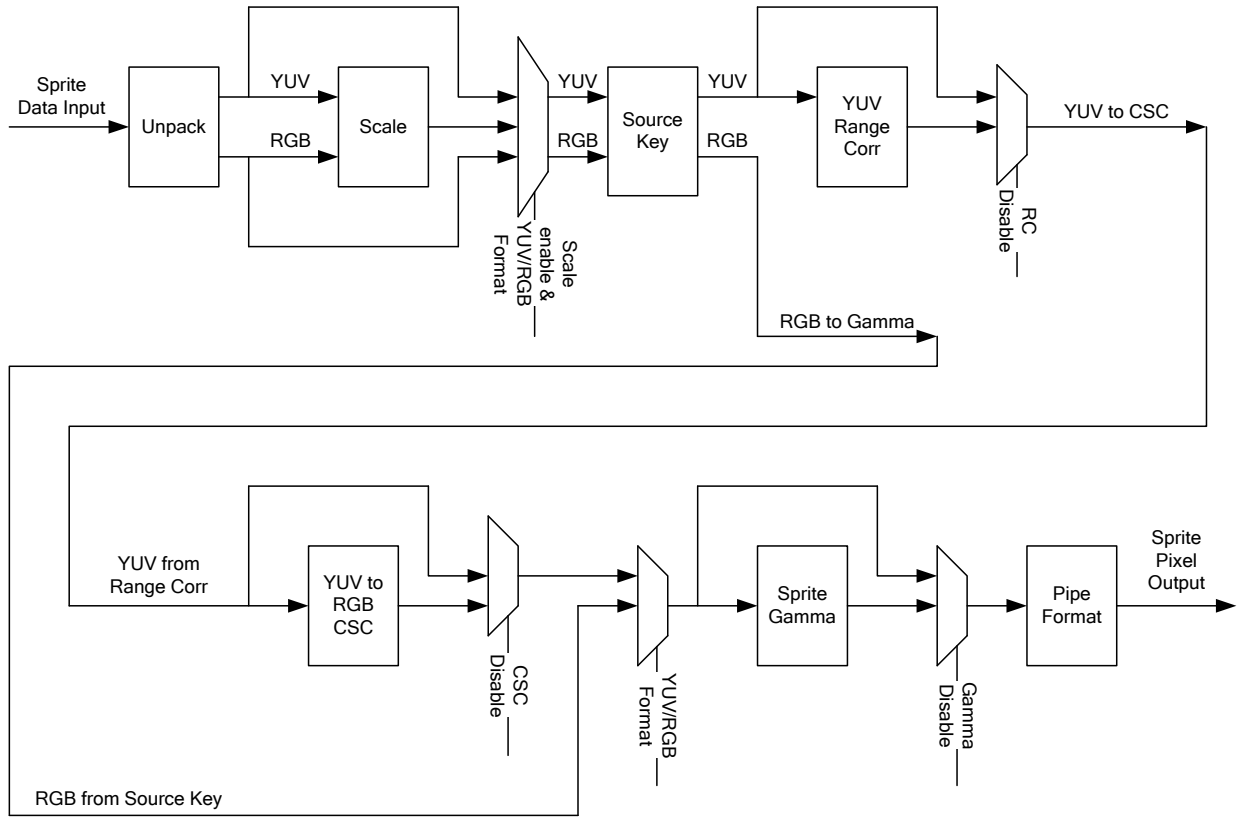 Sprite
Data Input
Unpack
YUV
RGB
Scale
YUV
RGB
Scale
enable &
YUV/RGB
Format
Source
Key
YUV
RGB
YUV
Range
Corr
RC
Disable
YUV to CSC
RGB to Gamma
YUV from
Range Corr
YUV to
RGB
CSC
CSC
Disable
YUV/RGB
Format
Sprite
Gamma
Gamma
Disable
Pipe
Format
Sprite
Pixel
Output
RGB from Source Key